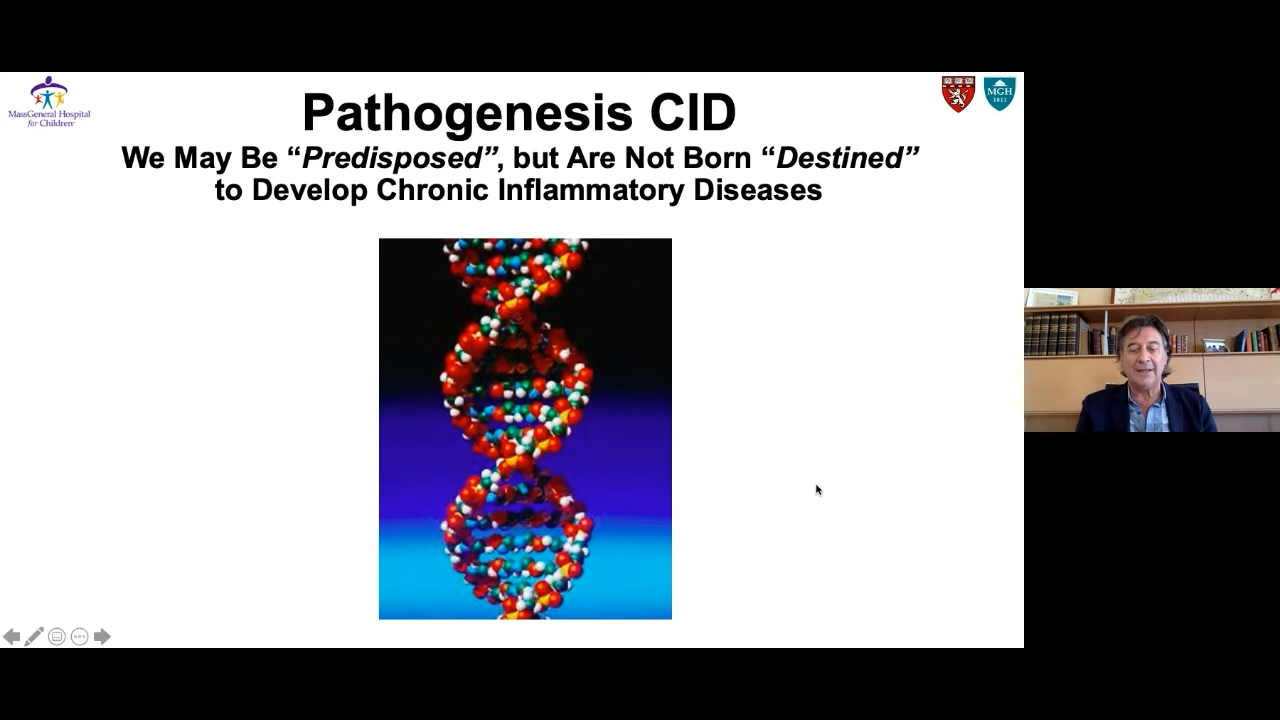 MassGeneral Hospital
for Children
Pathogenesis CID
We May Be “Predisposed”, but Are Not Born “Destined”
to Develop Chronic Inflammatory Diseases
MGH
1811